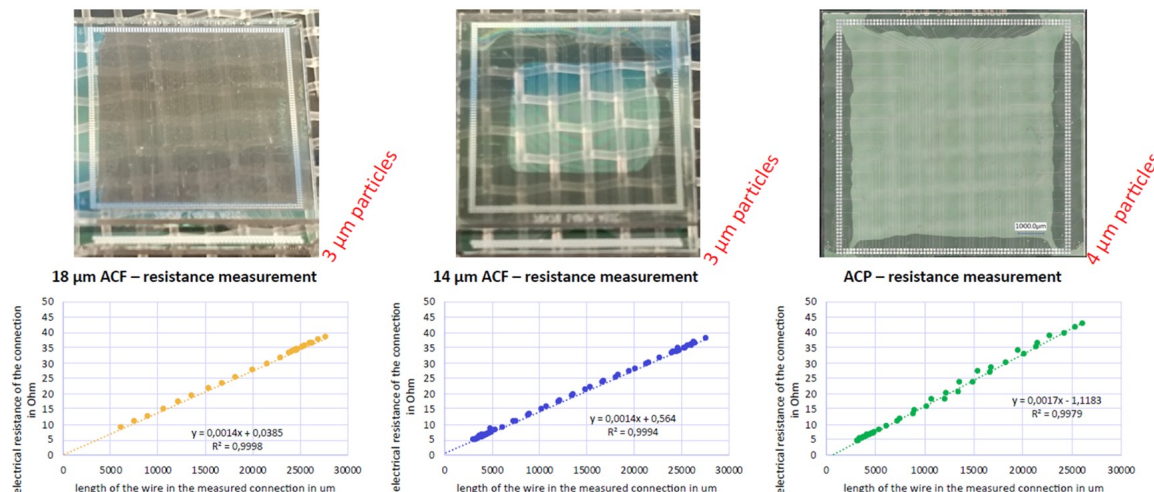 3 µm particles
3 µm particles
1000.0µm
4 µm particles
18 µm ACF – resistance measurement
14 µm ACF – resistance measurement
ACP – resistance measurement
electrical resistance of the connection
in Ohm
50
45
40
35
30
25
20
15
10
5
0
5000
10000
15000
20000
25000
30000
y = 0,0014x + 0,0385
R² = 0,9998
length of the wire in the measured connection in um
electrical resistance of the connection
in Ohm
50
45
40
35
30
25
20
15
10
5
0
5000
10000
15000
20000
25000
30000
y = 0,0014x + 0,564
R² = 0,9994
length of the wire in the measured connection in um
electrical resistance of the connection
in Ohm
50
45
40
35
30
25
20
15
10
5
0
5000
10000
15000
20000
25000
30000
y = 0,0017x - 1,1183
R² = 0,9979
length of the wire in the measured connection in um